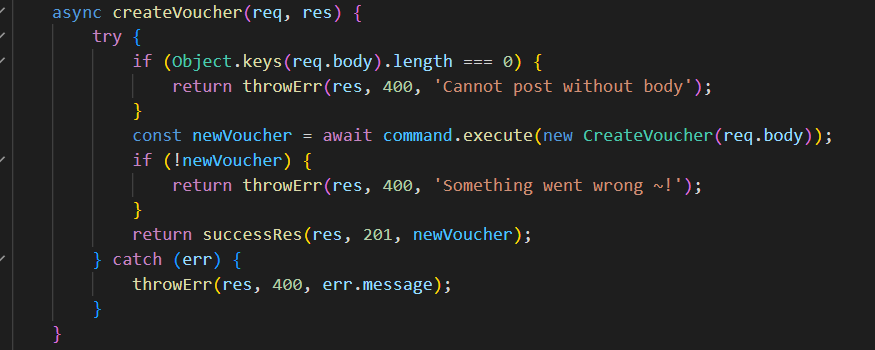 async createVoucher(req, res) {
try {
if (Object.keys(req.body).length === 0) {
return throwErr(res, 400, 'Cannot post without body');
}
const newVoucher = await command.execute(new CreateVoucher(req.body));
if (!newVoucher) {
return throwErr(res, 400, 'Something went wrong ~!');
}
return successRes(res, 201, newVoucher);
} catch (err) {
throwErr(res, 400, err.message);
}
}